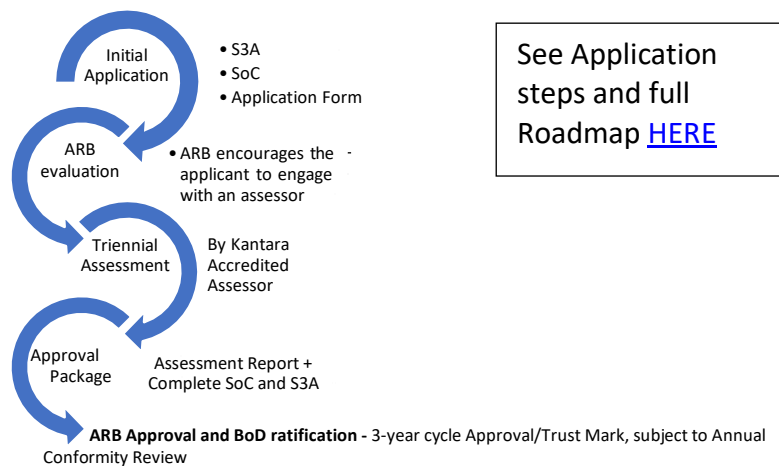 Initial
Application
• S3A
• SoC
• Application Form
ARB
evaluation
• ARB encourages the -
applicant to engage
with an assessor
Triennial
Assessment
By Kantara
Accredited
Assessor
Approval
Package
Assessment Report +
Complete SoC and S3A
ARB Approval and BoD ratification - 3-year cycle Approval/Trust Mark, subject to Annual
Conformity Review
See Application
steps and full
Roadmap HERE